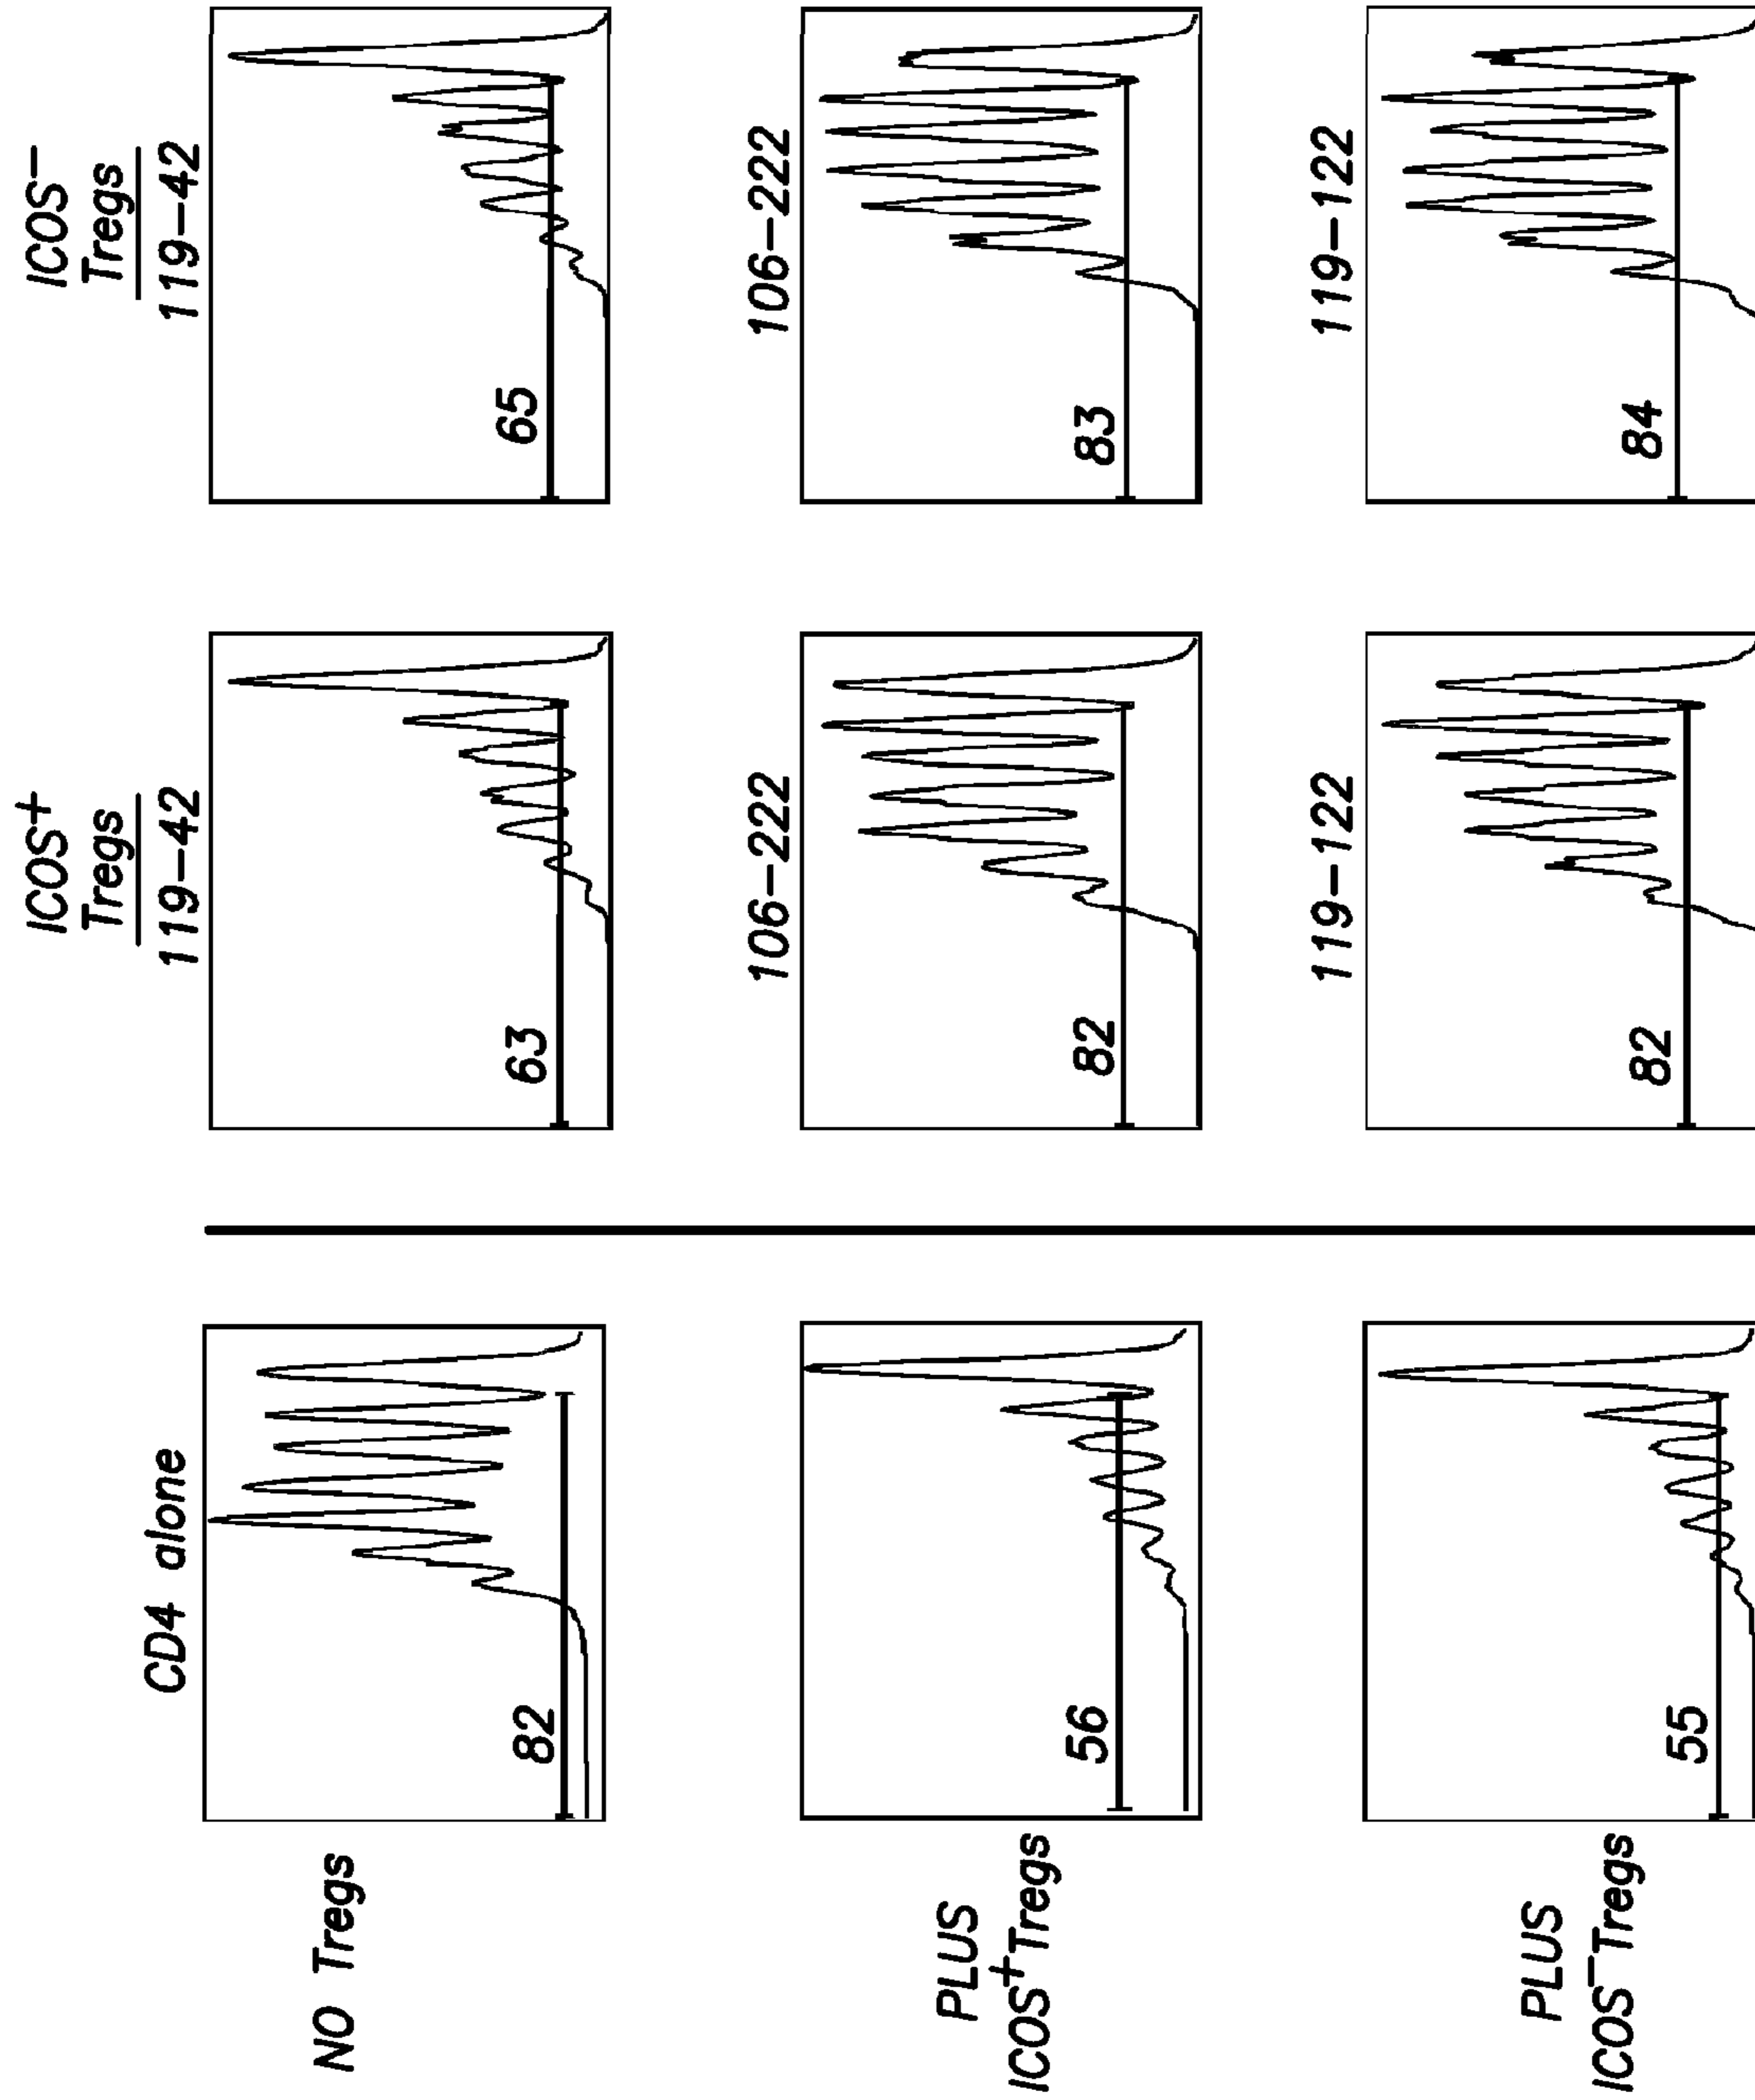 CD4 alone
NO Tregs
82
PLUS
ICOS+Tregs
56
PLUS
ICOS−Tregs
55
ICOS+
Tregs
119−42
63
106−222
82
119−122
82
ICOS−
Tregs
119−42
65
106−222
83
119−122
84